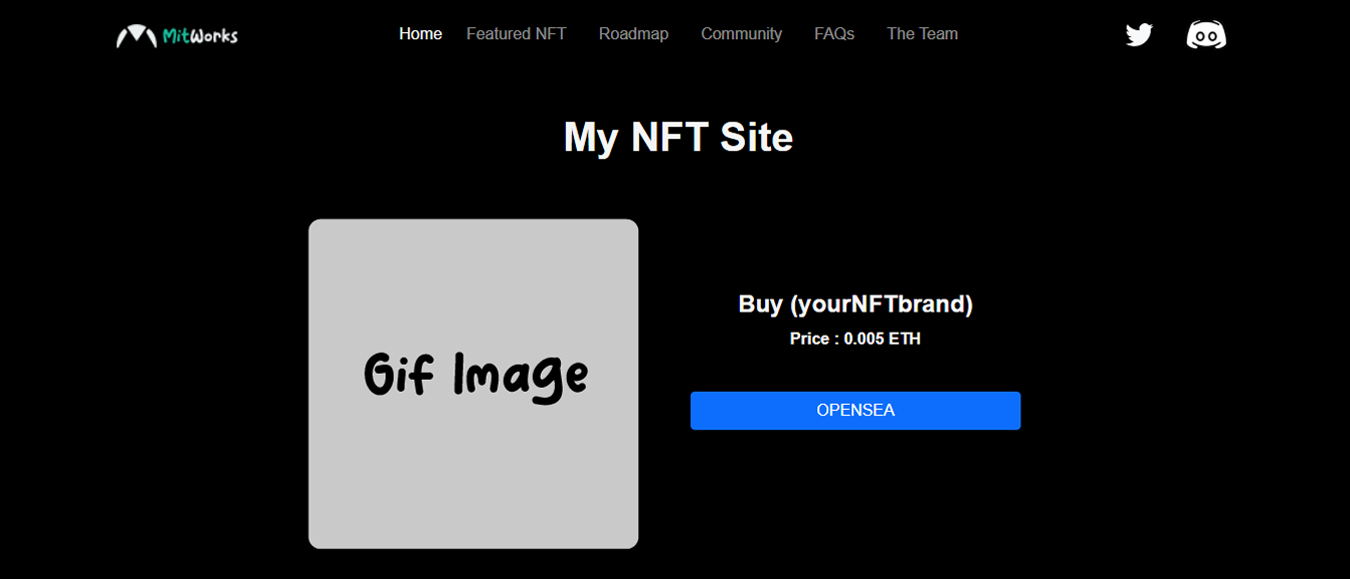 MitWorks Home Featured NFT Roadmap Community FAQs The Team
My NFT Site
Gif Image
Buy (yourNFTbrand)
Price : 0.005 ETH
OPENSEA